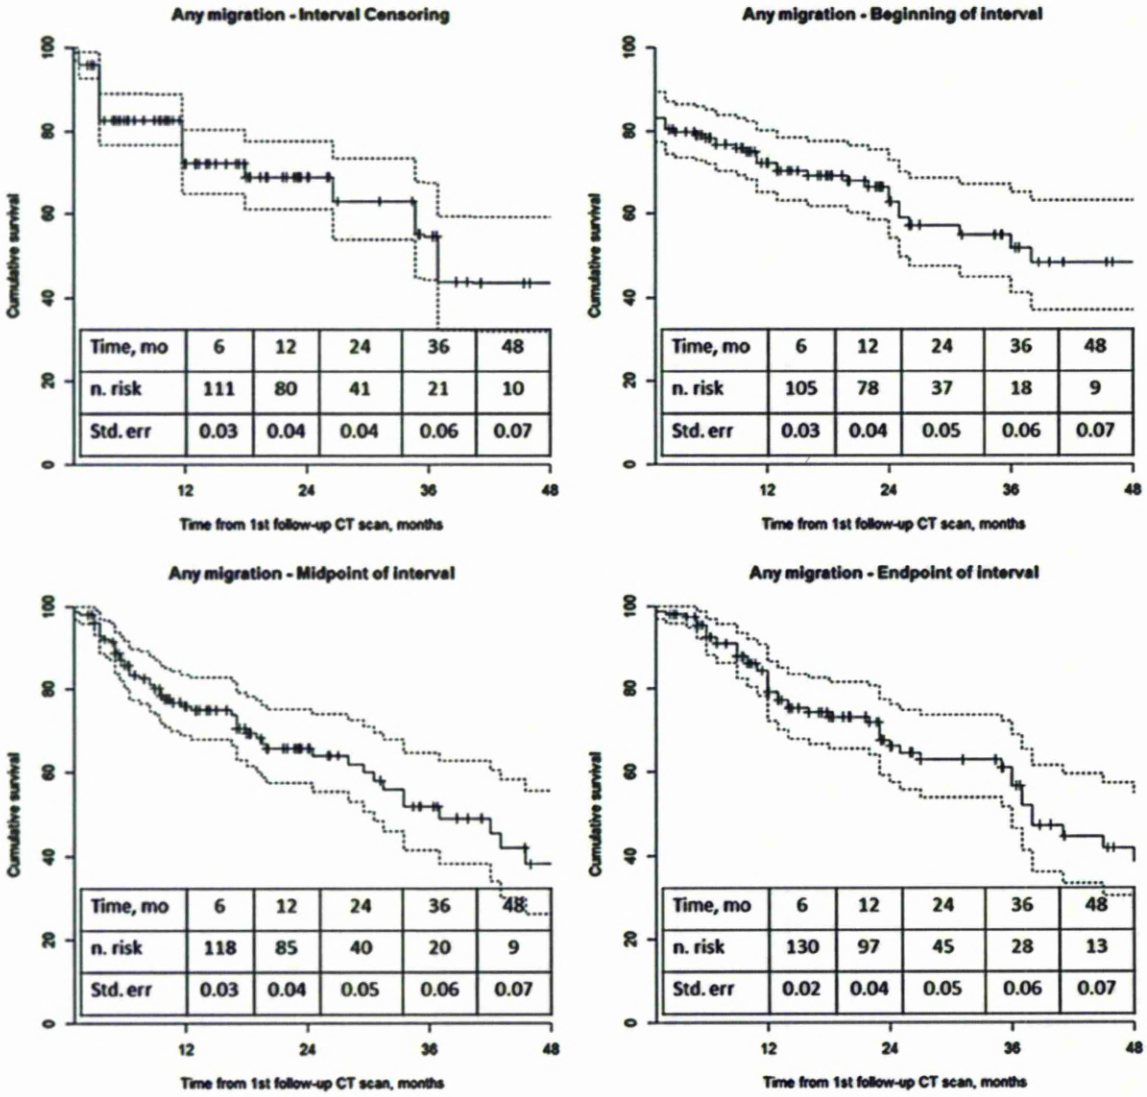 Any migration - Interval Censoring
100
80
60
40
20
0
Cumulative survival
Time, mo 6 12 24 36 48
n. risk 111 80 41 21 10
Std. err 0.03 0.04 0.04 0.06 0.07
12 24 36 48
Time from 1st follow-up CT scan, months
Any migration - Beginning of interval
100
80
60
40
20
0
Cumulative survival
Time, mo 6 12 24 36 48
n. risk 105 78 37 18 9
Std. err 0.03 0.04 0.05 0.06 0.07
12 24 36 48
Time from 1st follow-up CT scan, months
Any migration - Midpoint of interval
100
80
60
40
20
0
Cumulative survival
Time, mo 6 12 24 36 48
n. risk 118 85 40 20 9
Std. err 0.03 0.04 0.05 0.06 0.07
12 24 36 48
Time from 1st follow-up CT scan, months
Any migration - Endpoint of interval
100
80
60
40
20
0
Cumulative survival
Time, mo 6 12 24 36 48
n. risk 130 97 45 28 13
Std. err 0.02 0.04 0.05 0.06 0.07
12 24 36 48
Time from 1st follow-up CT scan, months